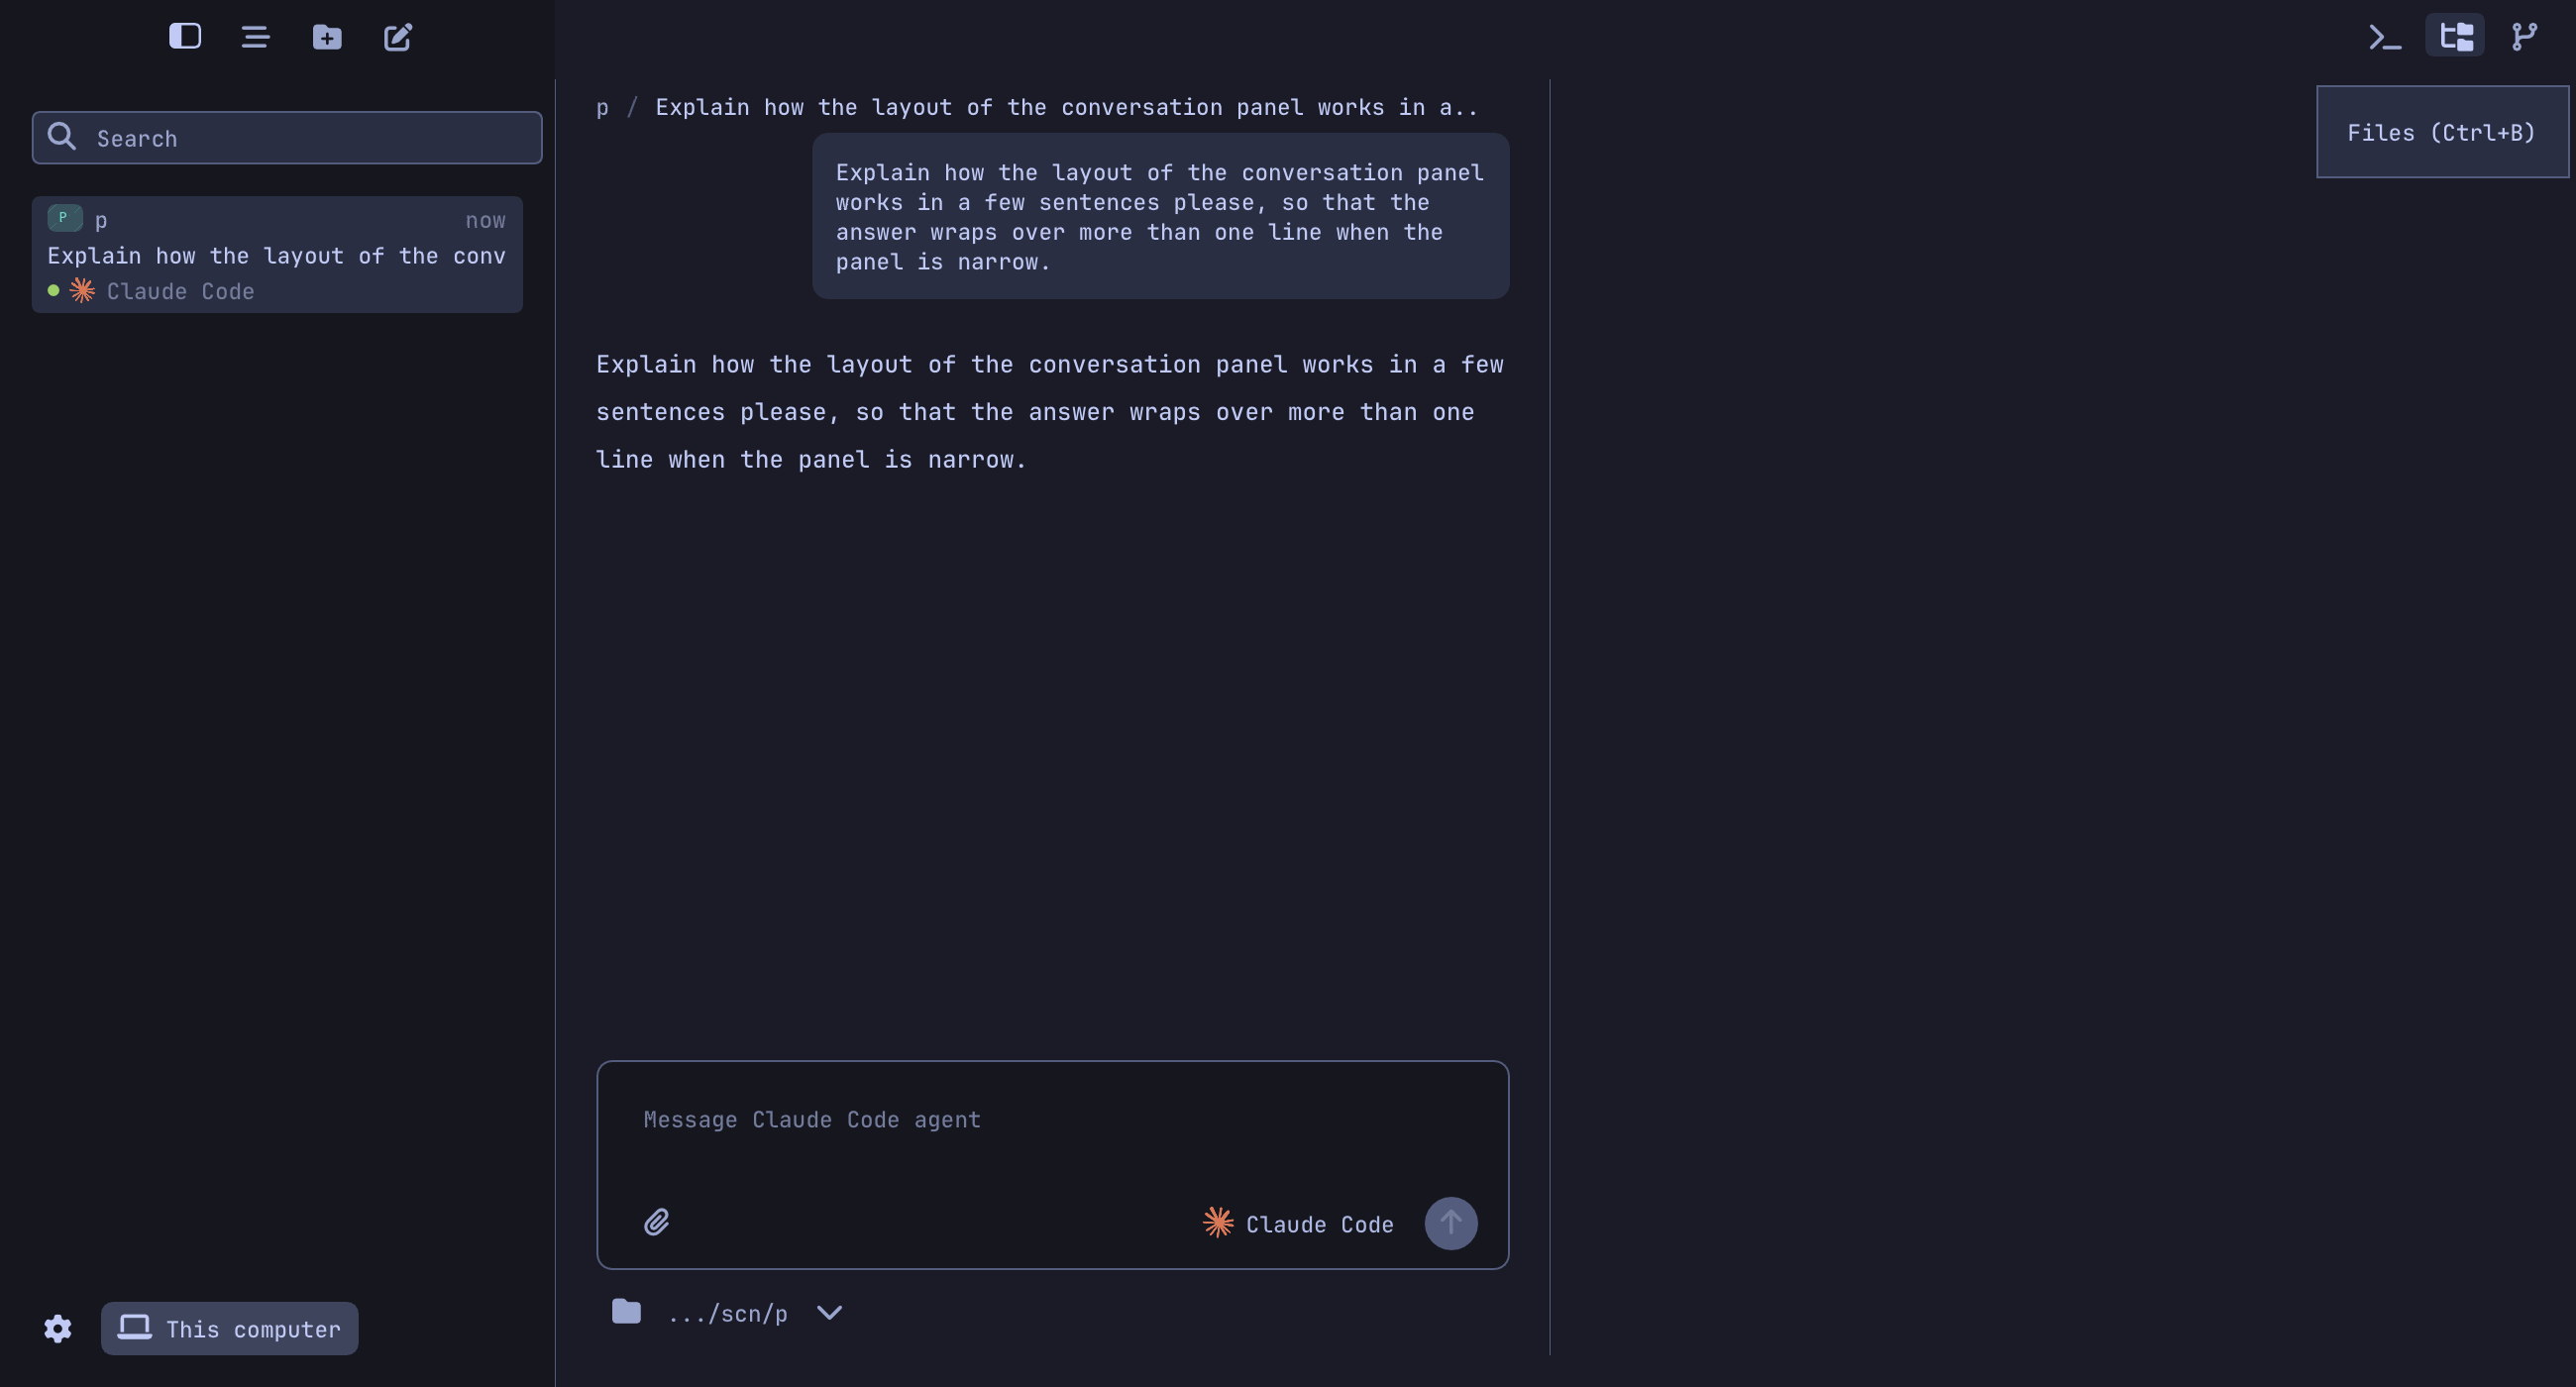 Search
P p now
Explain how the layout of the conv
Claude Code
This computer
p / Explain how the layout of the conversation panel works in a..
Explain how the layout of the conversation panel
works in a few sentences please, so that the
answer wraps over more than one line when the
panel is narrow.
Explain how the layout of the conversation panel works in a few
sentences please, so that the answer wraps over more than one
line when the panel is narrow.
Message Claude Code agent
Claude Code
.../scn/p
Files (Ctrl+B)